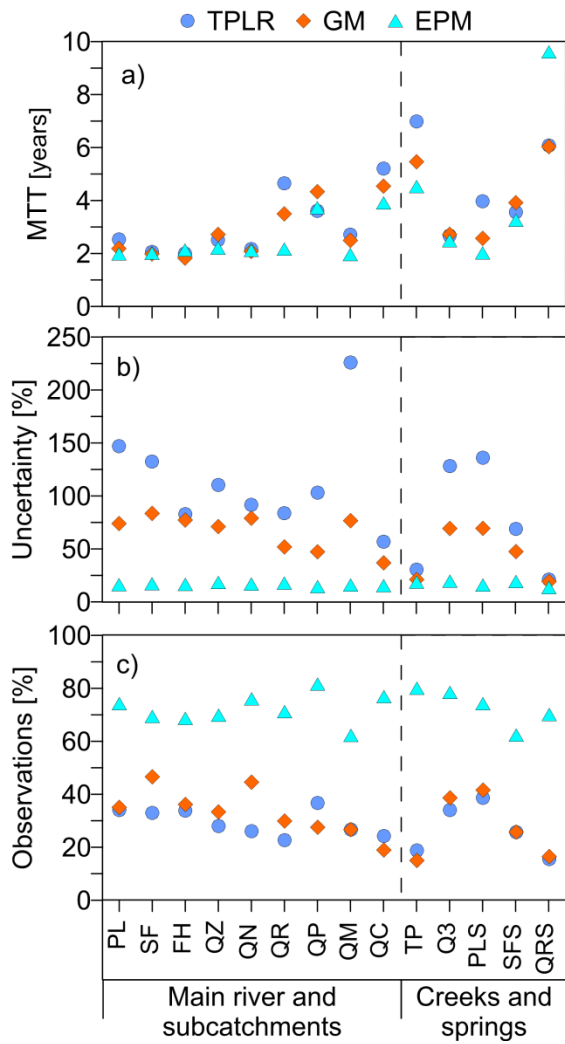 TPLR GM EPM
a)
MTT [years]
10
8
6
4
2
0
b)
Uncertainty [%]
250
200
150
100
50
0
c)
Observations [%]
100
80
60
40
20
0
PL SF FH QZ QN QR QP QM QC TP Q3 PLS SFS QRS
Main river and Creeks and
subcatchments springs